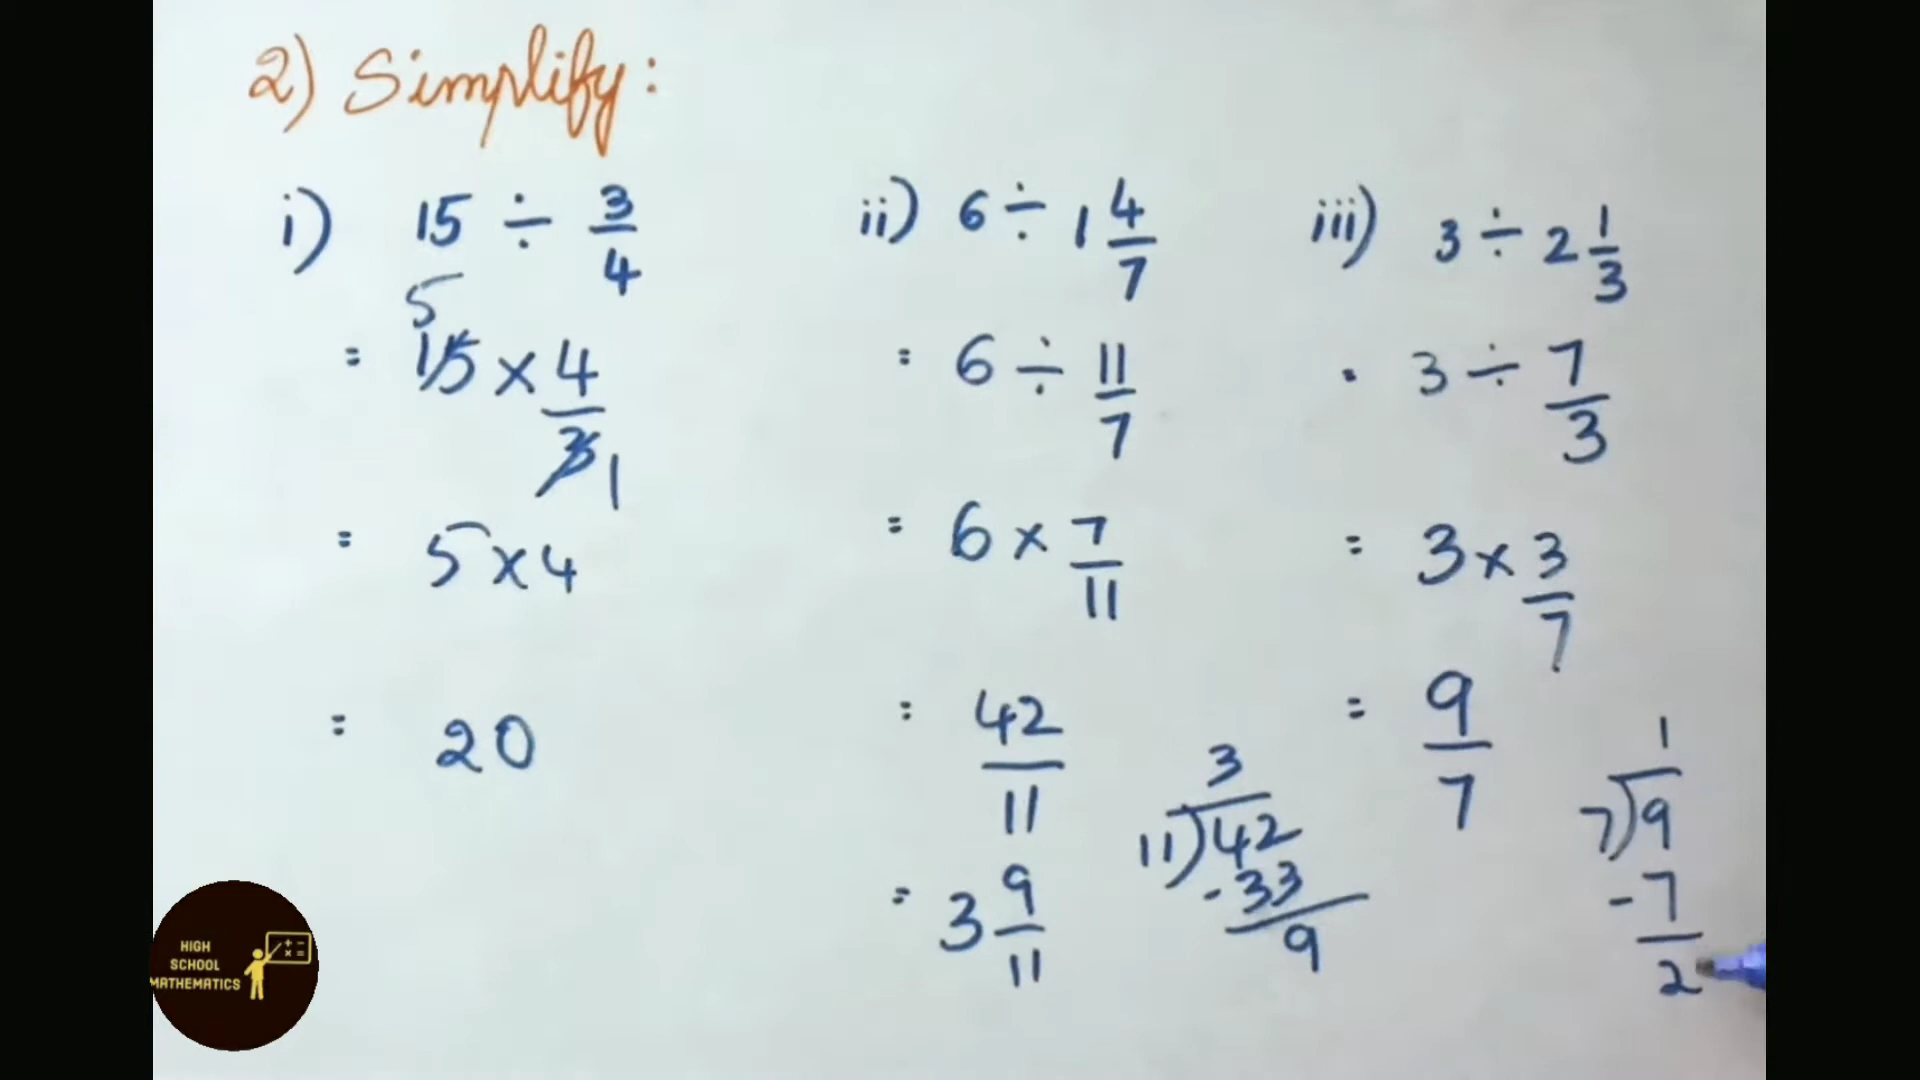 2) Simplify:
i) 15 ÷ 3/4
5
= 15 × 4/3 1
= 5 × 4
= 20
ii) 6 ÷ 1 4/7
= 6 ÷ 11/7
= 6 × 7/11
= 42/11
= 3 9/11
3
11)42
-33
9
iii) 3 ÷ 2 1/3
= 3 ÷ 7/3
= 3 × 3/7
= 9/7
1
7)9
-7
2
HIGH
SCHOOL
MATHEMATICS